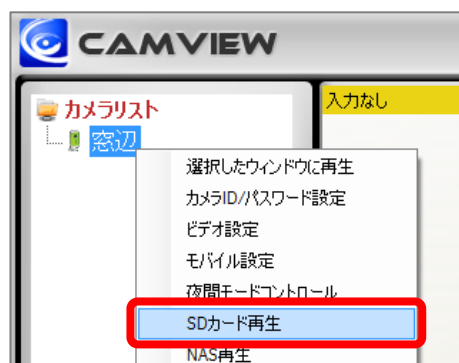 CAMVIEW
カメラリスト
窓辺
入力なし
選択したウィンドウに再生
カメラID/パスワード設定
ビデオ設定
モバイル設定
夜間モードコントロール
SDカード再生
NAS再生